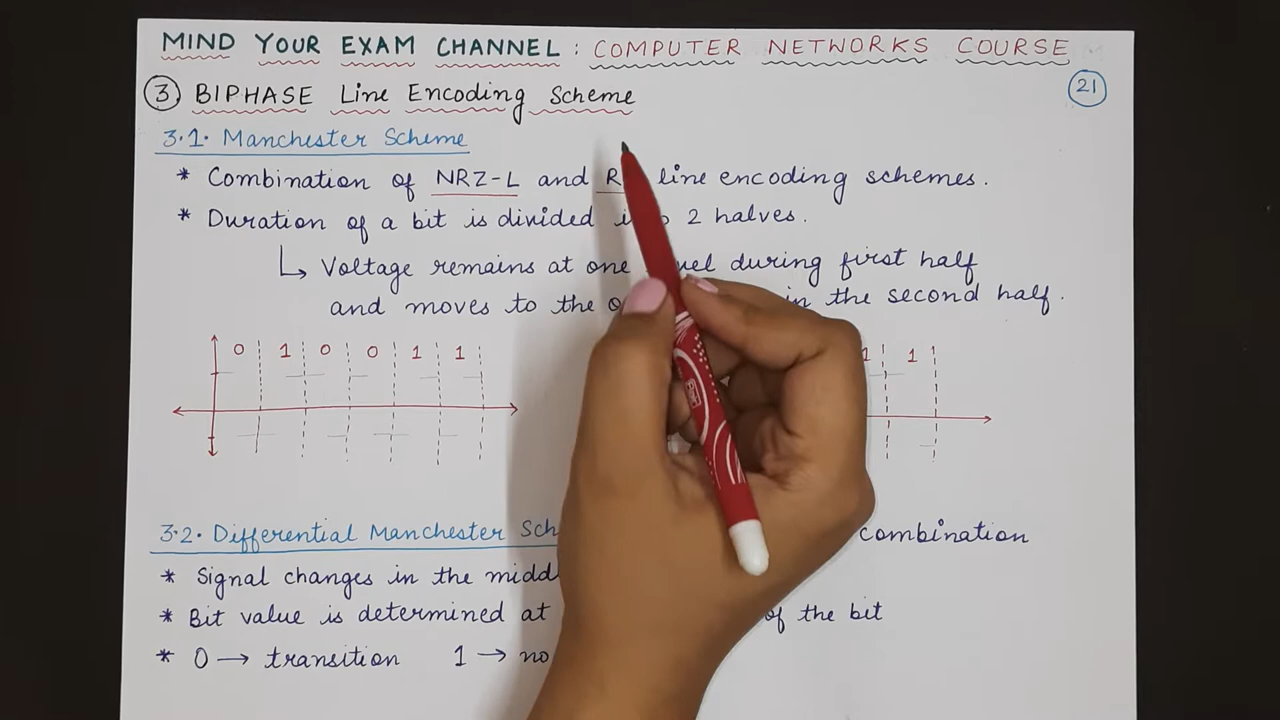 MIND YOUR EXAM CHANNEL : COMPUTER NETWORKS COURSE
21
3 BIPHASE Line Encoding Scheme
3.1. Manchester Scheme
* Combination of NRZ-L and line encoding schemes.
* Duration of a bit is divided 2 halves.
↳ Voltage remains at one during first half
and moves to the in the second half.
0 1 0 0 1 1
1 1
3.2. Differential Manchester combination
* Signal changes in the
* Bit value is determined at of the bit
* 0 → transition 1 → no